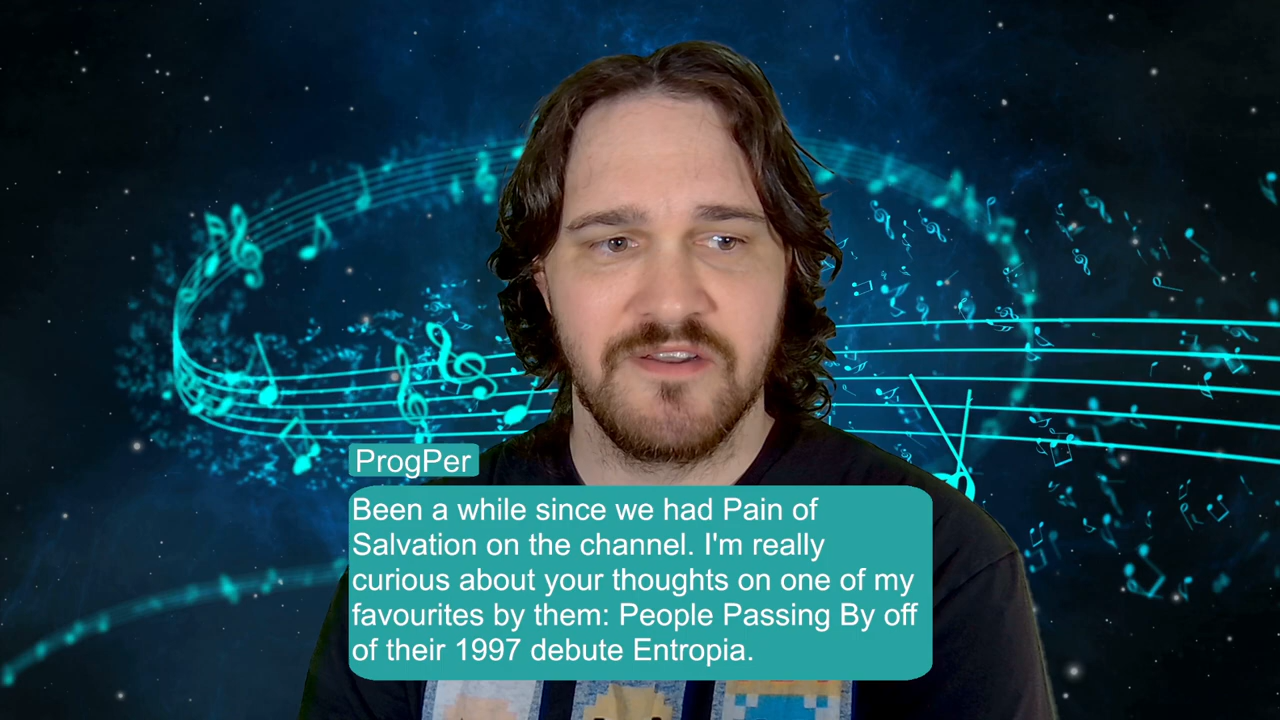 ProgPer
Been a while since we had Pain of
Salvation on the channel. I'm really
curious about your thoughts on one of my
favourites by them: People Passing By off
of their 1997 debute Entropia.